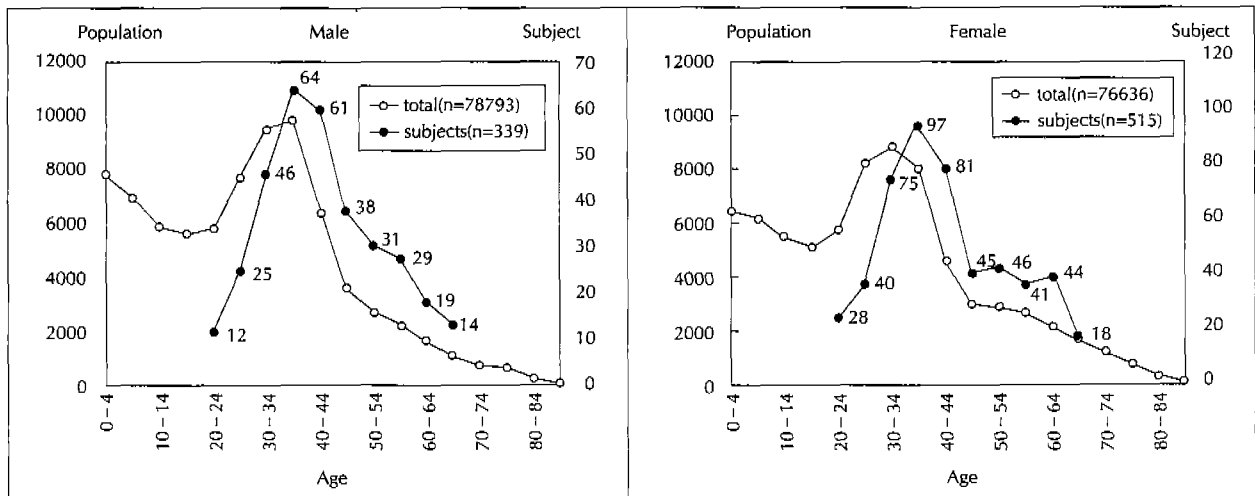 Population Male Subject
12000
10000
8000
6000
4000
2000
0
70
60
50
40
30
20
10
0
total(n=78793)
subjects(n=339)
12
25
46
64
61
38
31
29
19
14
0 – 4
10 – 14
20 – 24
30 – 34
40 – 44
50 – 54
60 – 64
70 – 74
80 – 84
Age
Population Female Subject
12000
10000
8000
6000
4000
2000
0
120
100
80
60
40
20
0
total(n=76636)
subjects(n=515)
28
40
75
97
81
45
46
41
44
18
0 – 4
10 – 14
20 – 24
30 – 34
40 – 44
50 – 54
60 – 64
70 – 74
80 – 84
Age